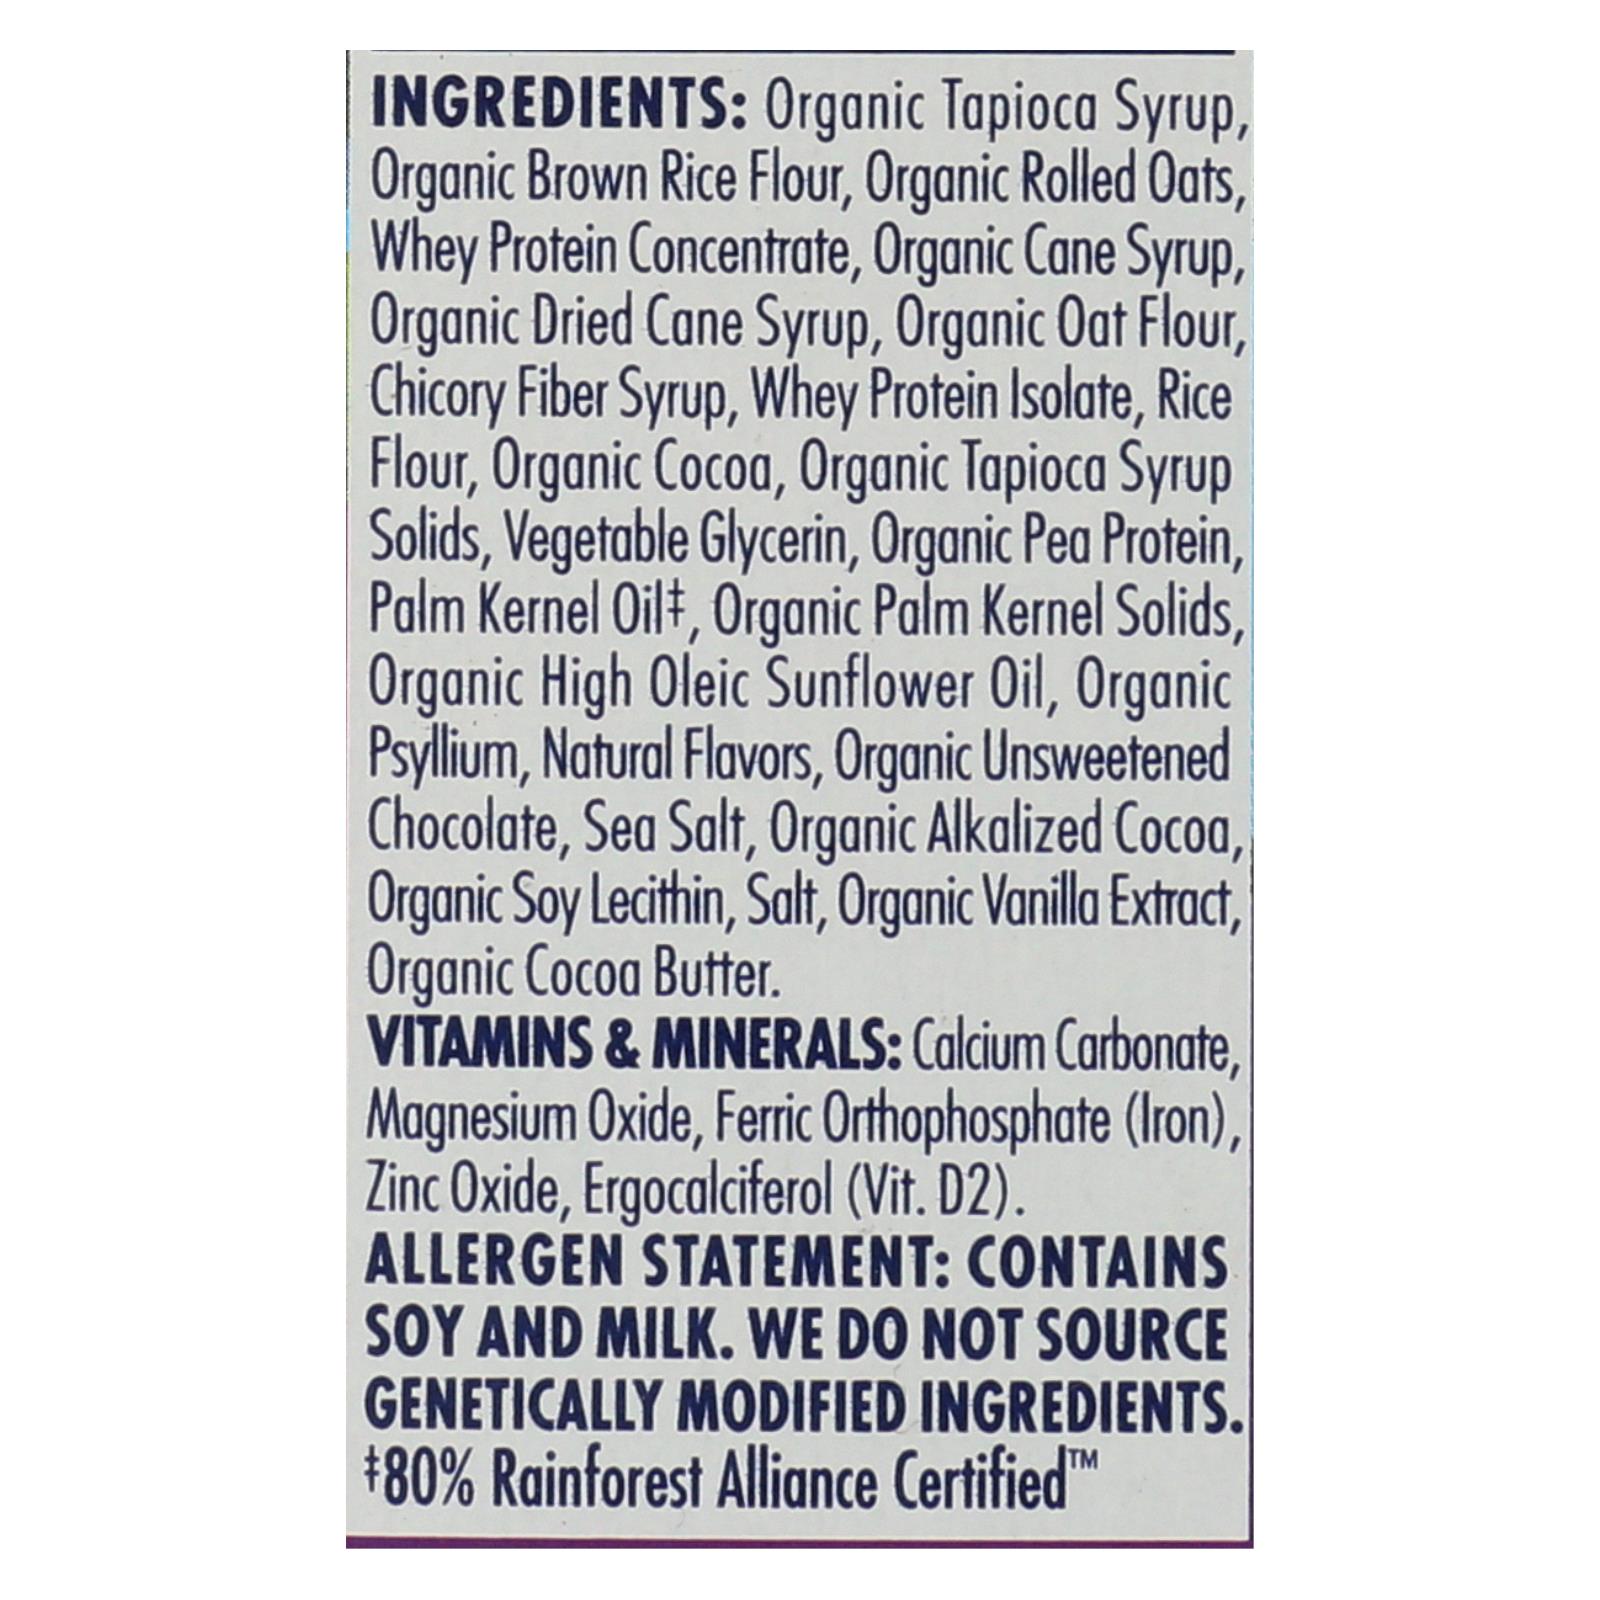 INGREDIENTS: Organic Tapioca Syrup,
Organic Brown Rice Flour, Organic Rolled Oats,
Whey Protein Concentrate, Organic Cane Syrup,
Organic Dried Cane Syrup, Organic Oat Flour,
Chicory Fiber Syrup, Whey Protein Isolate, Rice
Flour, Organic Cocoa, Organic Tapioca Syrup
Solids, Vegetable Glycerin, Organic Pea Protein,
Palm Kernel Oil‡, Organic Palm Kernel Solids,
Organic High Oleic Sunflower Oil, Organic
Psyllium, Natural Flavors, Organic Unsweetened
Chocolate, Sea Salt, Organic Alkalized Cocoa,
Organic Soy Lecithin, Salt, Organic Vanilla Extract,
Organic Cocoa Butter.
VITAMINS & MINERALS: Calcium Carbonate,
Magnesium Oxide, Ferric Orthophosphate (Iron),
Zinc Oxide, Ergocalciferol (Vit. D2).
ALLERGEN STATEMENT: CONTAINS
SOY AND MILK. WE DO NOT SOURCE
GENETICALLY MODIFIED INGREDIENTS.
‡80% Rainforest Alliance Certified™